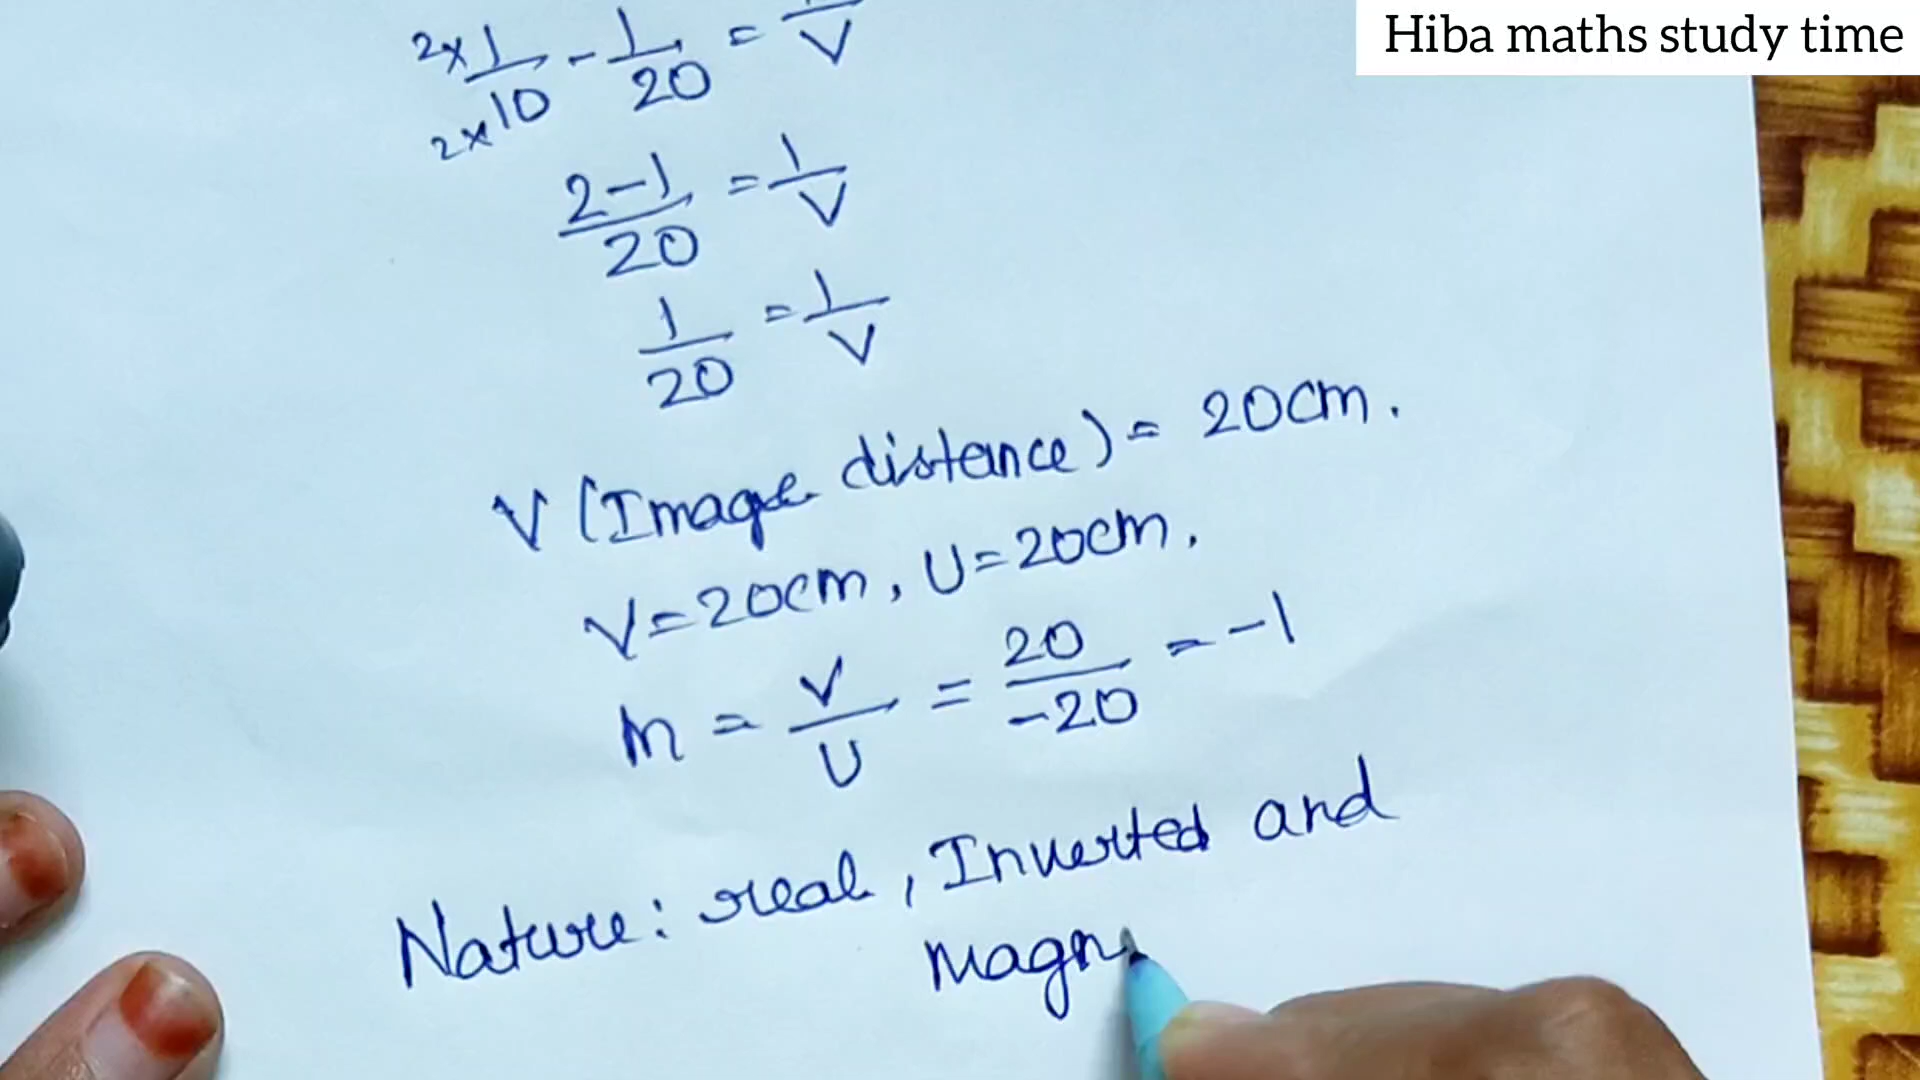 Hiba maths study time
2× 1/2×10 - 1/20 = 1/V
2-1/20 = 1/V
1/20 = 1/V
V (Image distance) = 20cm.
V=20cm, U=20cm.
m = V/U = 20/-20 = -1
Nature: real, Inverted and
Magn